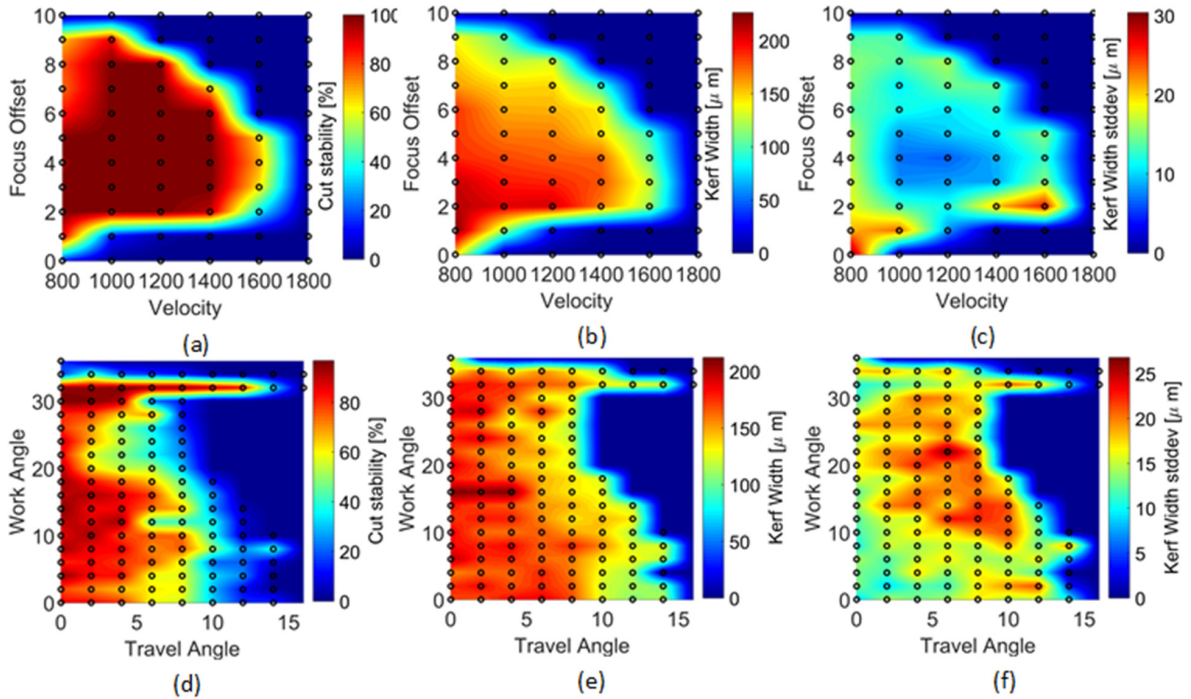 10
8
6
4
2
0
Focus Offset
800 1000 1200 1400 1600 1800
Velocity
100
80
60
40
20
0
Cut stability [%]
(a)
10
8
6
4
2
0
Focus Offset
800 1000 1200 1400 1600 1800
Velocity
200
150
100
50
0
Kerf Width [μ m]
(b)
10
8
6
4
2
0
Focus Offset
800 1000 1200 1400 1600 1800
Velocity
30
20
10
0
Kerf Width stddev [μ m]
(c)
30
20
10
0
Work Angle
0 5 10 15
Travel Angle
80
60
40
20
0
Cut stability [%]
(d)
30
20
10
0
Work Angle
0 5 10 15
Travel Angle
200
150
100
50
0
Kerf Width [μ m]
(e)
30
20
10
0
Work Angle
0 5 10 15
Travel Angle
25
20
15
10
5
0
Kerf Width stddev [μ m]
(f)